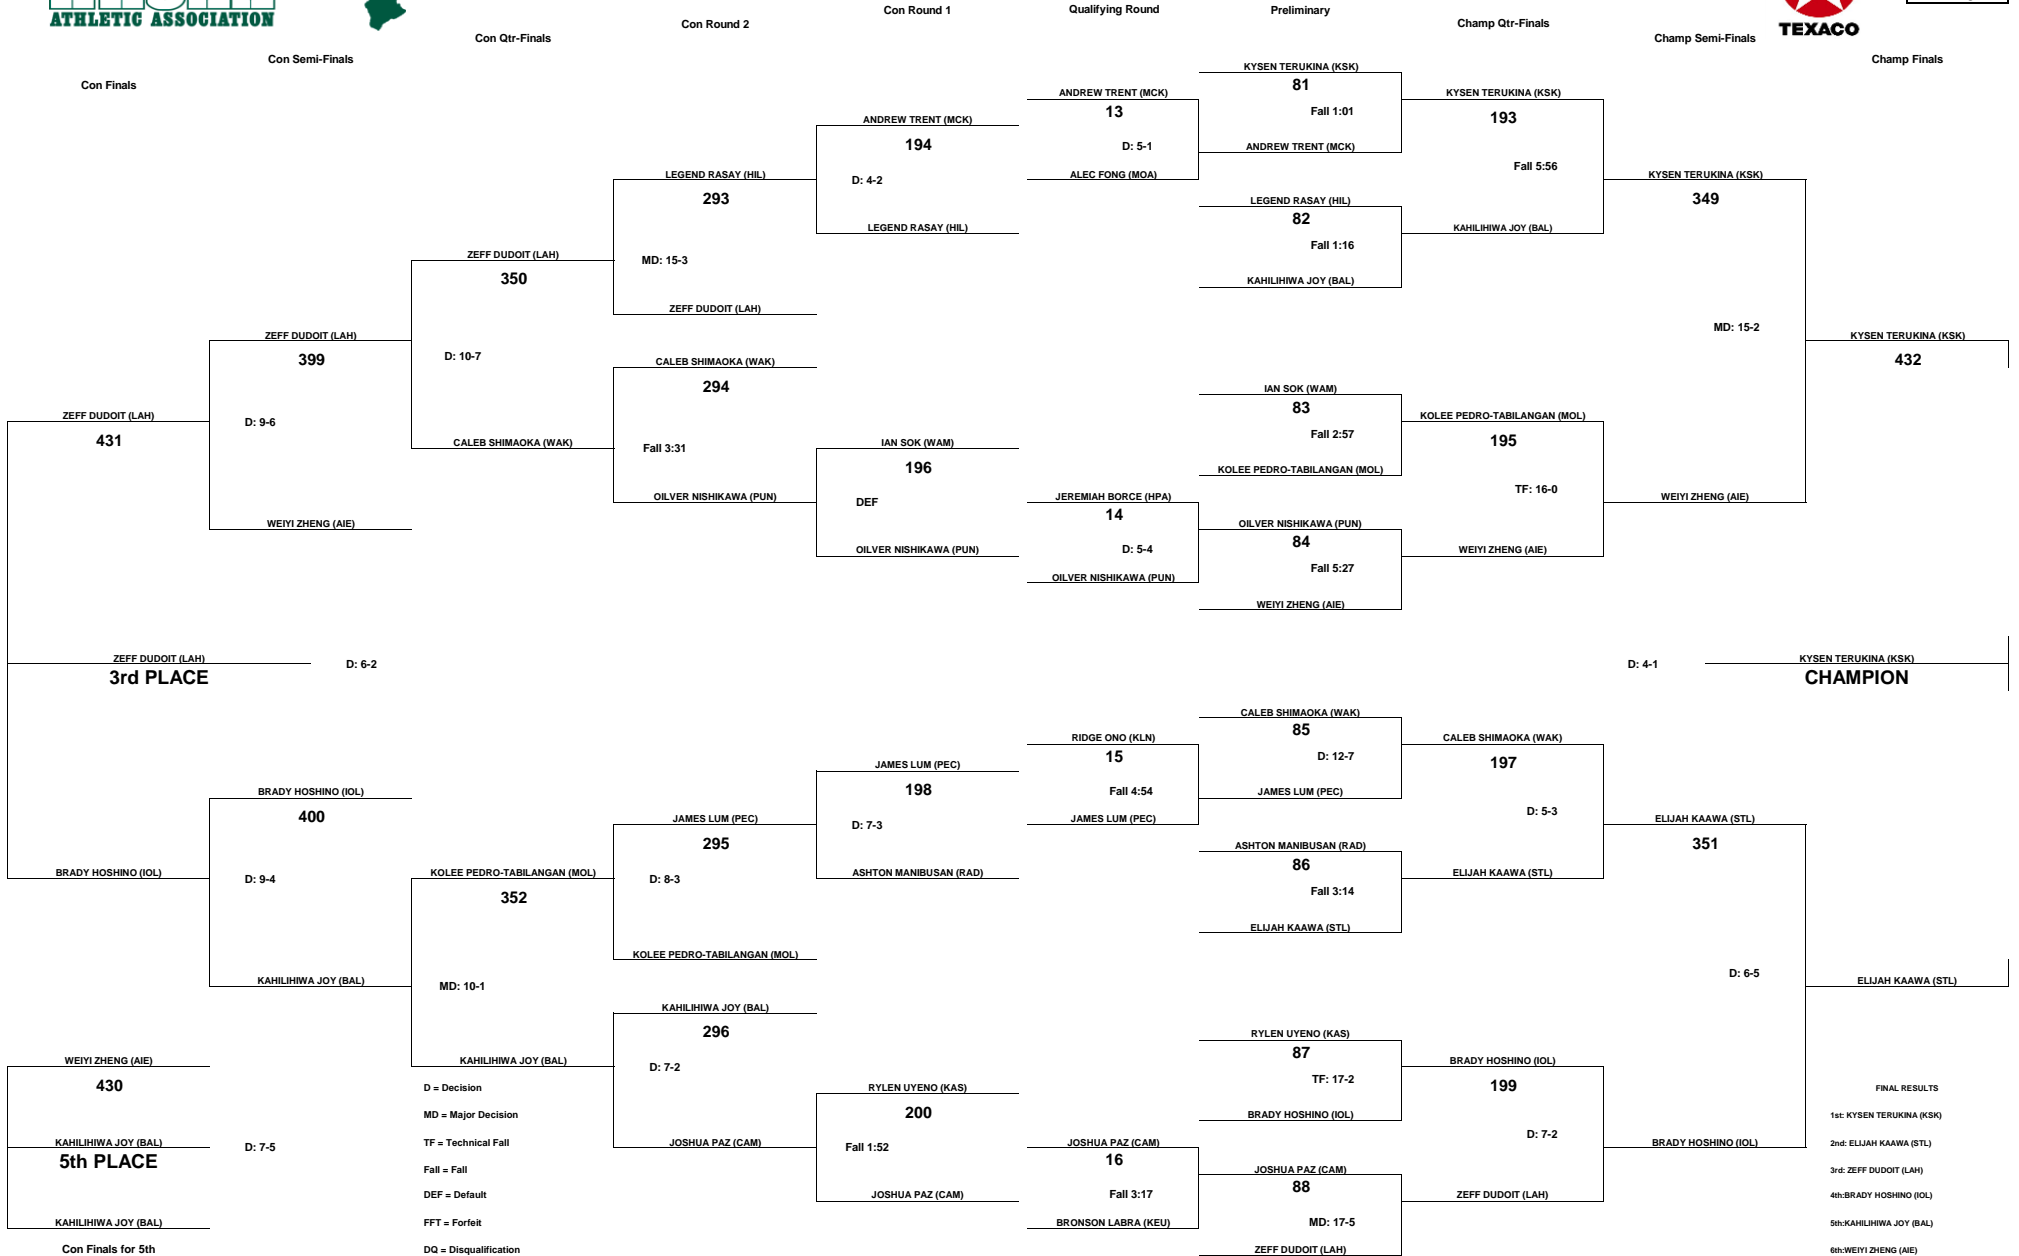 ATHLETIC ASSOCIATION
TEXACO
Con Finals
Con Semi-Finals
Con Qtr-Finals
Con Round 2
Con Round 1
Qualifying Round
Preliminary
Champ Qtr-Finals
Champ Semi-Finals
Champ Finals
ZEFF DUDOIT (LAH)
431
BRADY HOSHINO (IOL)
ZEFF DUDOIT (LAH)
3rd PLACE
D: 6-2
WEIYI ZHENG (AIE)
430
KAHILIHIWA JOY (BAL)
5th PLACE
D: 7-5
KAHILIHIWA JOY (BAL)
Con Finals for 5th
ZEFF DUDOIT (LAH)
399
D: 9-6
WEIYI ZHENG (AIE)
BRADY HOSHINO (IOL)
400
D: 9-4
KAHILIHIWA JOY (BAL)
ZEFF DUDOIT (LAH)
350
D: 10-7
CALEB SHIMAOKA (WAK)
KOLEE PEDRO-TABILANGAN (MOL)
352
MD: 10-1
KAHILIHIWA JOY (BAL)
D = Decision
MD = Major Decision
TF = Technical Fall
Fall = Fall
DEF = Default
FFT = Forfeit
DQ = Disqualification
LEGEND RASAY (HIL)
293
MD: 15-3
ZEFF DUDOIT (LAH)
CALEB SHIMAOKA (WAK)
294
Fall 3:31
OILVER NISHIKAWA (PUN)
JAMES LUM (PEC)
295
D: 8-3
KOLEE PEDRO-TABILANGAN (MOL)
KAHILIHIWA JOY (BAL)
296
D: 7-2
JOSHUA PAZ (CAM)
ANDREW TRENT (MCK)
194
D: 4-2
LEGEND RASAY (HIL)
IAN SOK (WAM)
196
DEF
OILVER NISHIKAWA (PUN)
JAMES LUM (PEC)
198
D: 7-3
ASHTON MANIBUSAN (RAD)
RYLEN UYENO (KAS)
200
Fall 1:52
JOSHUA PAZ (CAM)
ANDREW TRENT (MCK)
13
D: 5-1
ALEC FONG (MOA)
JEREMIAH BORCE (HPA)
14
D: 5-4
OILVER NISHIKAWA (PUN)
RIDGE ONO (KLN)
15
Fall 4:54
JAMES LUM (PEC)
JOSHUA PAZ (CAM)
16
Fall 3:17
BRONSON LABRA (KEU)
KYSEN TERUKINA (KSK)
81
Fall 1:01
ANDREW TRENT (MCK)
LEGEND RASAY (HIL)
82
Fall 1:16
KAHILIHIWA JOY (BAL)
IAN SOK (WAM)
83
Fall 2:57
KOLEE PEDRO-TABILANGAN (MOL)
OILVER NISHIKAWA (PUN)
84
Fall 5:27
WEIYI ZHENG (AIE)
CALEB SHIMAOKA (WAK)
85
D: 12-7
JAMES LUM (PEC)
ASHTON MANIBUSAN (RAD)
86
Fall 3:14
ELIJAH KAAWA (STL)
RYLEN UYENO (KAS)
87
TF: 17-2
BRADY HOSHINO (IOL)
JOSHUA PAZ (CAM)
88
MD: 17-5
ZEFF DUDOIT (LAH)
KYSEN TERUKINA (KSK)
193
Fall 5:56
KAHILIHIWA JOY (BAL)
KOLEE PEDRO-TABILANGAN (MOL)
195
TF: 16-0
WEIYI ZHENG (AIE)
CALEB SHIMAOKA (WAK)
197
D: 5-3
ELIJAH KAAWA (STL)
BRADY HOSHINO (IOL)
199
D: 7-2
ZEFF DUDOIT (LAH)
KYSEN TERUKINA (KSK)
349
MD: 15-2
WEIYI ZHENG (AIE)
ELIJAH KAAWA (STL)
351
D: 6-5
BRADY HOSHINO (IOL)
KYSEN TERUKINA (KSK)
432
D: 4-1
KYSEN TERUKINA (KSK)
CHAMPION
ELIJAH KAAWA (STL)
FINAL RESULTS
1st: KYSEN TERUKINA (KSK)
2nd: ELIJAH KAAWA (STL)
3rd: ZEFF DUDOIT (LAH)
4th:BRADY HOSHINO (IOL)
5th:KAHILIHIWA JOY (BAL)
6th:WEIYI ZHENG (AIE)